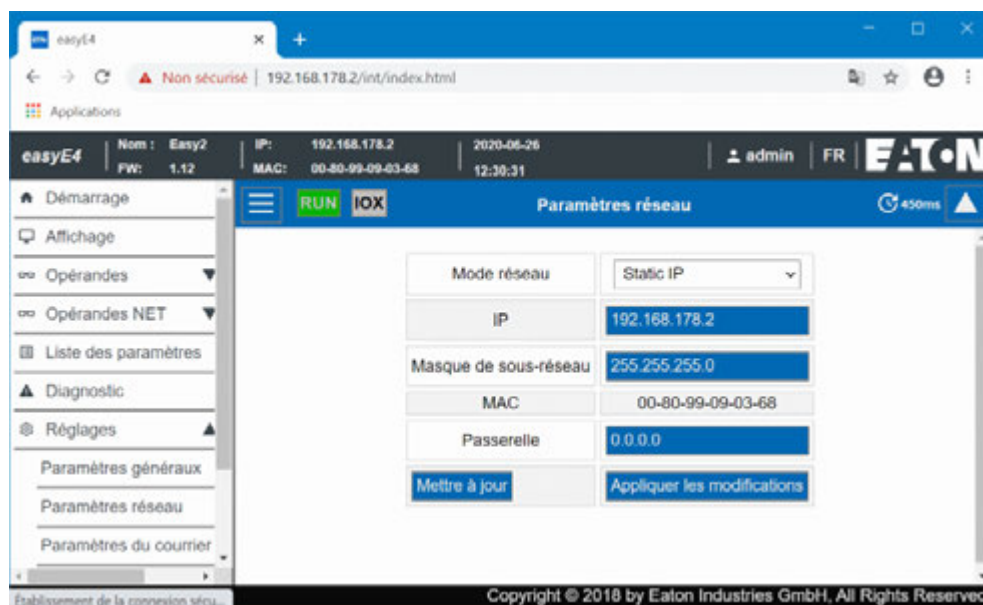 easyE4
Non sécurisé | 192.168.178.2/int/index.html
Applications
easyE4
Nom : Easy2
FW: 1.12
IP: 192.168.178.2
MAC: 00-80-99-09-03-68
2020-06-26
12:30:31
admin
FR
EATON
Démarrage
Affichage
Opérandes
Opérandes NET
Liste des paramètres
Diagnostic
Réglages
Paramètres généraux
Paramètres réseau
Paramètres du courrier
RUN IOX
Paramètres réseau
450ms
Mode réseau Static IP
IP 192.168.178.2
Masque de sous-réseau 255.255.255.0
MAC 00-80-99-09-03-68
Passerelle 0.0.0.0
Mettre à jour Appliquer les modifications
Établissement de la connexion sécu...
Copyright © 2018 by Eaton Industries GmbH, All Rights Reserved